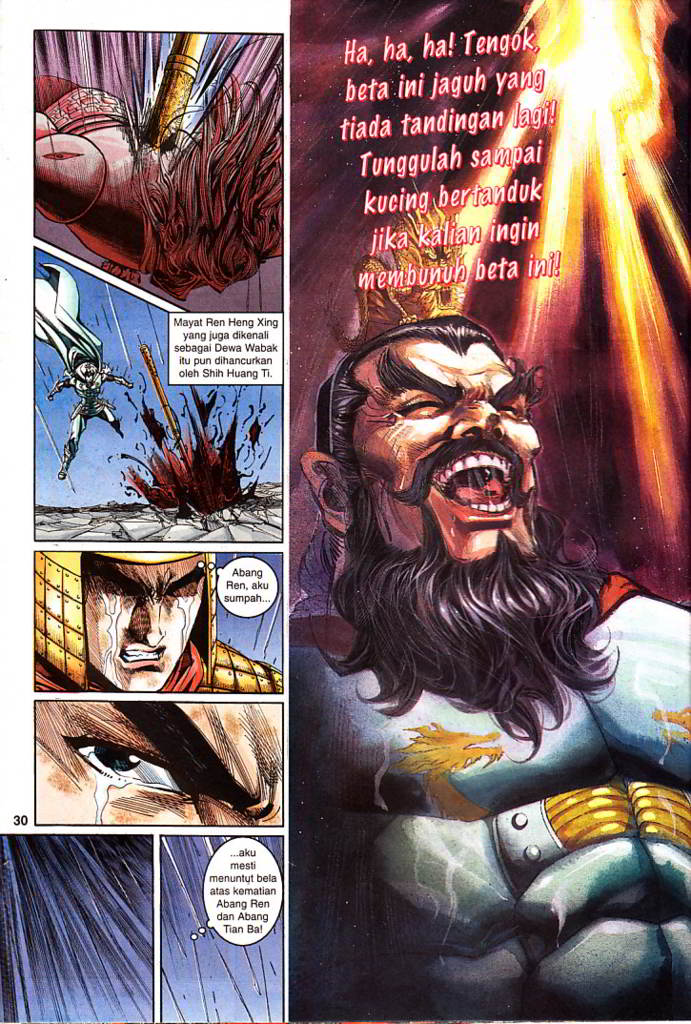 Mayat Ren Heng Xing
yang juga dikenali
sebagai Dewa Wabak
itu pun dihancurkan
oleh Shih Huang Ti.
Abang
Ren, aku
sumpah...
...aku
mesti
menuntut bela
atas kematian
Abang Ren
dan Abang
Tian Ba!
Ha, ha, ha! Tengok,
beta ini jaguh yang
tiada tandingan lagi!
Tunggulah sampai
kucing bertanduk
jika kalian ingin
membunuh beta ini!
30